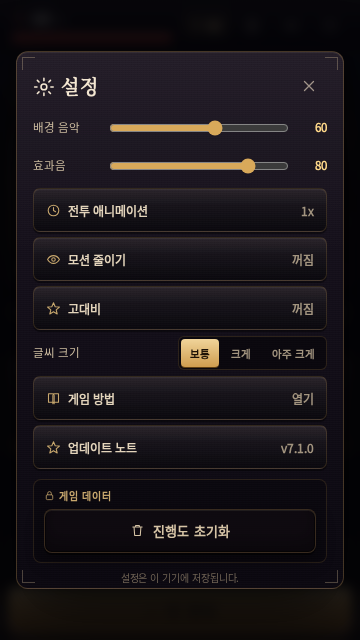 설정
배경 음악 60
효과음 80
전투 애니메이션 1x
모션 줄이기 꺼짐
고대비 꺼짐
글씨 크기 보통 크게 아주 크게
게임 방법 열기
업데이트 노트 v7.1.0
게임 데이터
진행도 초기화
설정은 이 기기에 저장됩니다.